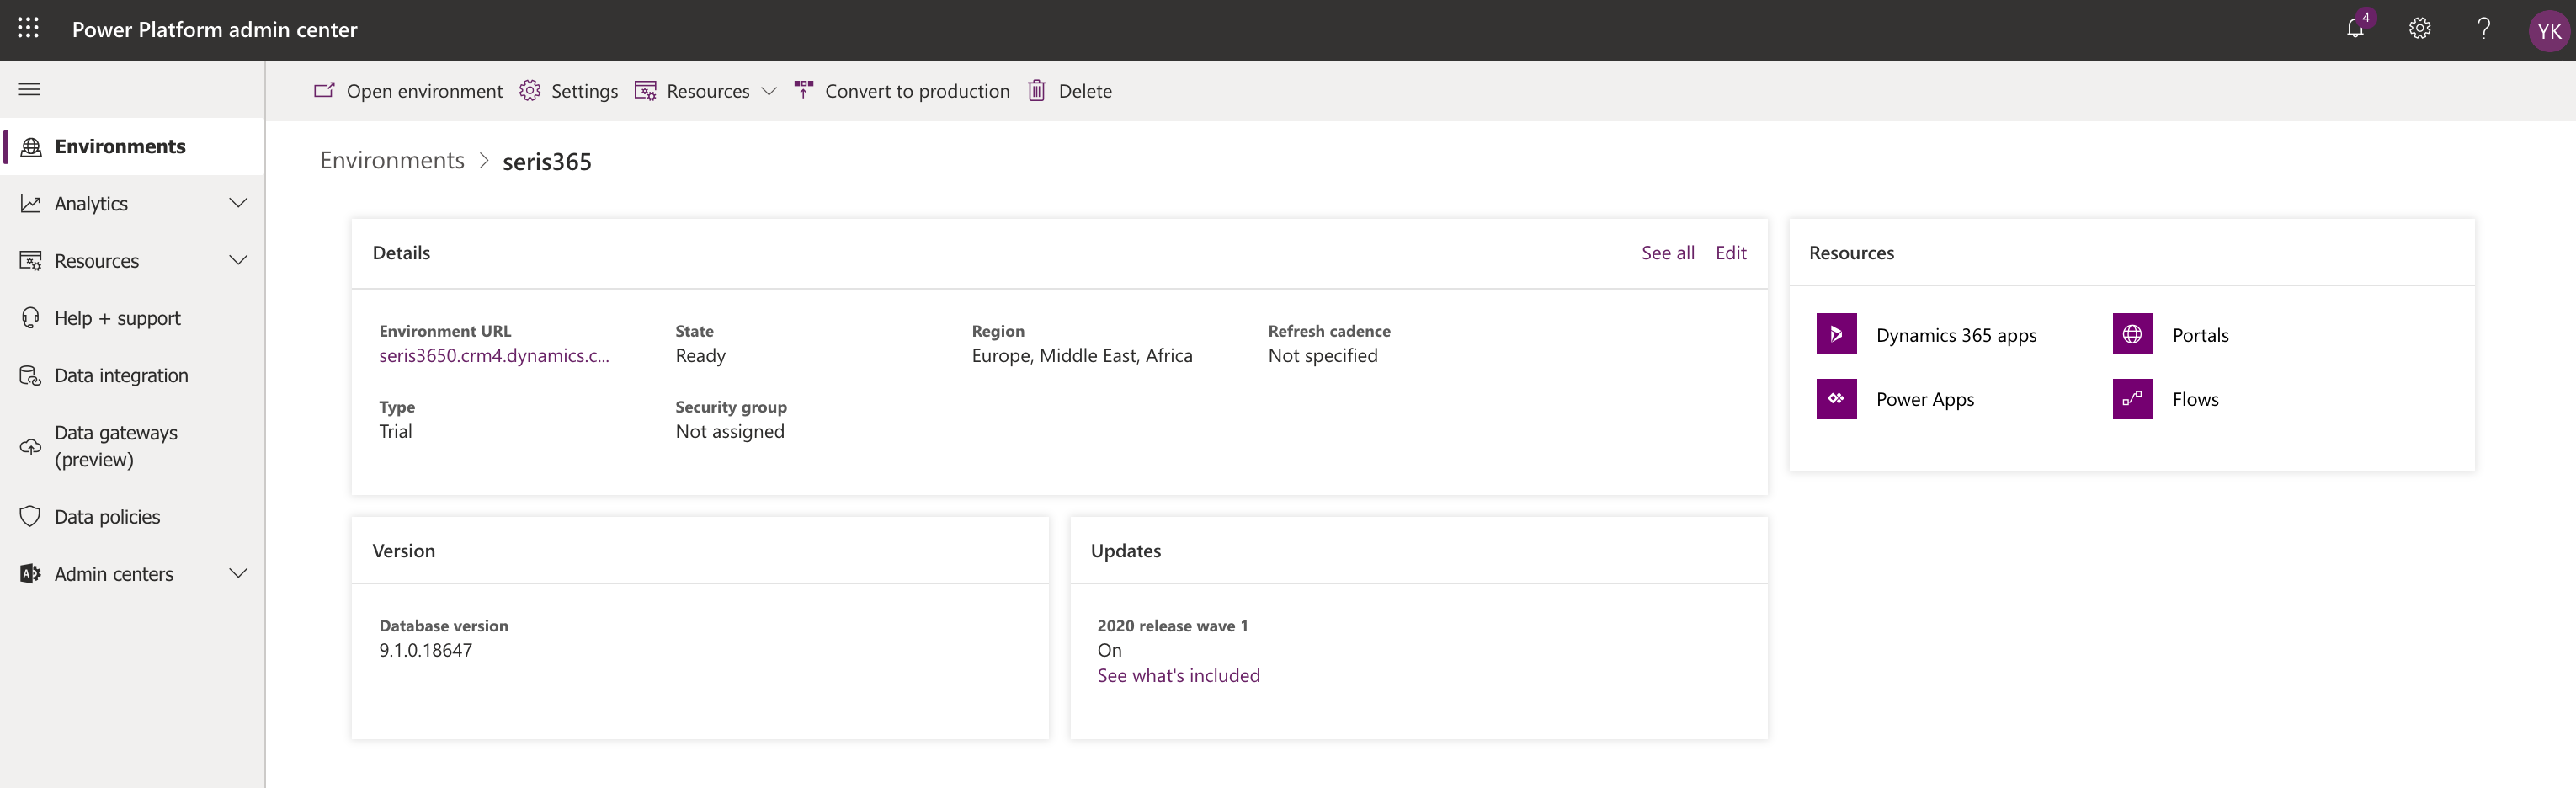 Power Platform admin center
4
YK
Open environment
Settings
Resources
Convert to production
Delete
Environments
Analytics
Resources
Help + support
Data integration
Data gateways
(preview)
Data policies
Admin centers
Environments > seris365
Details
See all
Edit
Environment URL
seris3650.crm4.dynamics.c...
State
Ready
Region
Europe, Middle East, Africa
Refresh cadence
Not specified
Type
Trial
Security group
Not assigned
Resources
Dynamics 365 apps
Portals
Power Apps
Flows
Version
Database version
9.1.0.18647
Updates
2020 release wave 1
On
See what's included